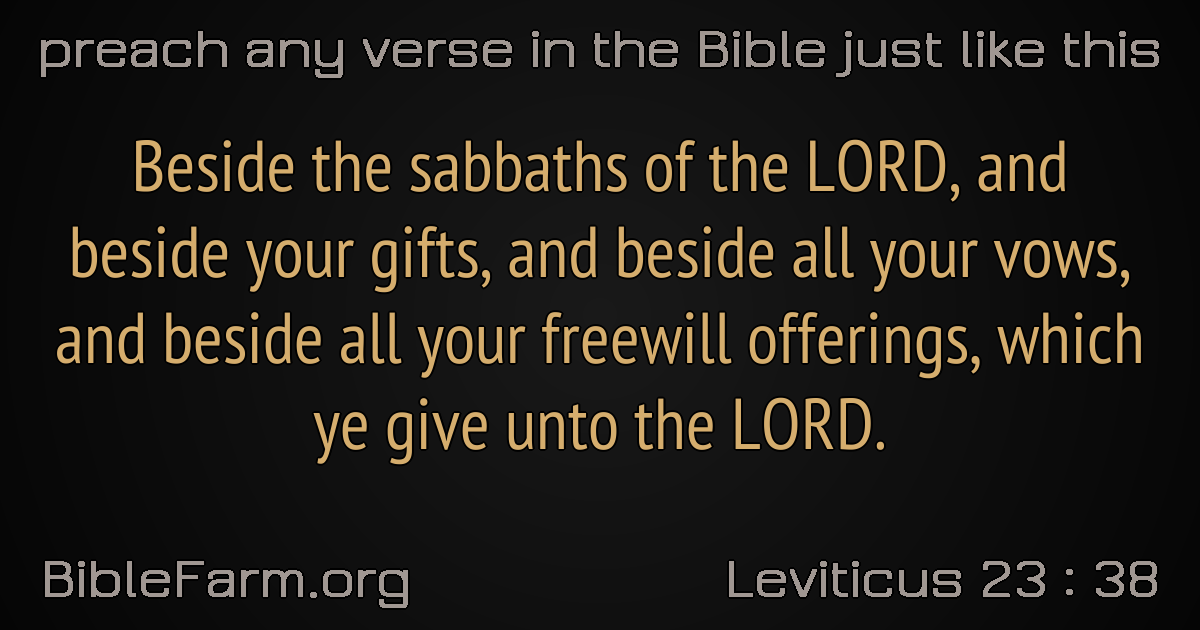 preach any verse in the Bible just like this
Beside the sabbaths of the LORD, and
beside your gifts, and beside all your vows,
and beside all your freewill offerings, which
ye give unto the LORD.
BibleFarm.org
Leviticus 23 : 38